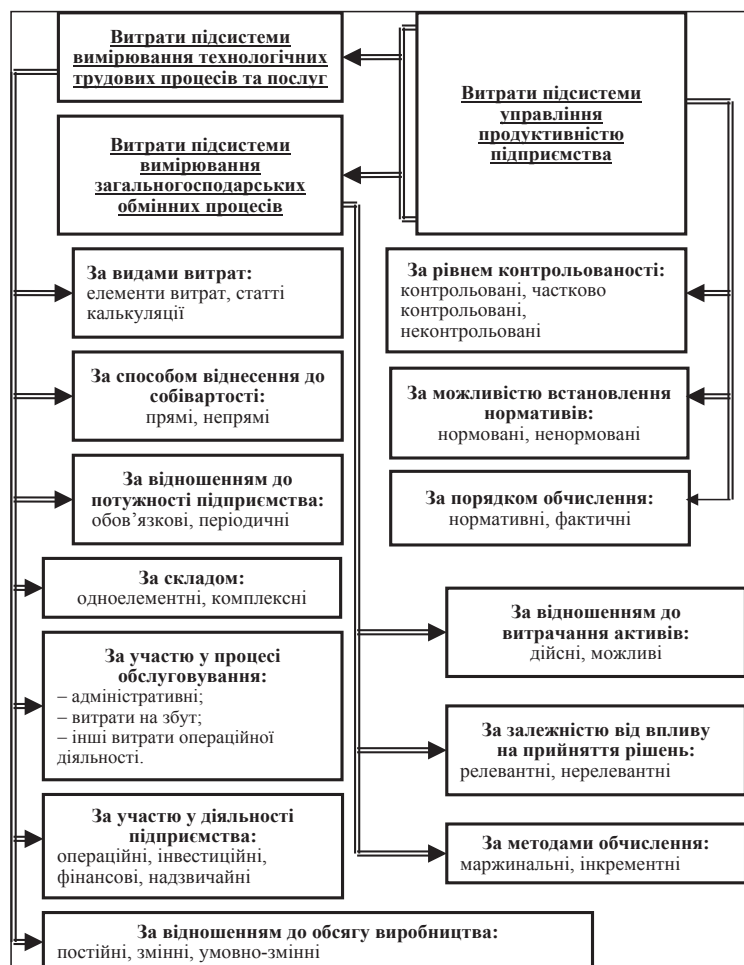 Витрати підсистеми
вимірювання технологічних
трудових процесів та послуг
Витрати підсистеми
управління
продуктивністю
підприємства
Витрати підсистеми
вимірювання
загальногосподарських
обмінних процесів
За видами витрат:
елементи витрат, статті
калькуляції
За способом віднесення до
собівартості:
прямі, непрямі
За відношенням до
потужності підприємства:
обов’язкові, періодичні
За складом:
одноелементні, комплексні
За участю у процесі
обслуговування:
– адміністративні;
– витрати на збут;
– інші витрати операційної
діяльності.
За участю у діяльності
підприємства:
операційні, інвестиційні,
фінансові, надзвичайні
За відношенням до обсягу виробництва:
постійні, змінні, умовно-змінні
За рівнем контрольованості:
контрольовані, частково
контрольовані,
неконтрольовані
За можливістю встановлення
нормативів:
нормовані, ненормовані
За порядком обчислення:
нормативні, фактичні
За відношенням до
витрачання активів:
дійсні, можливі
За залежністю від впливу
на прийняття рішень:
релевантні, нерелевантні
За методами обчислення:
маржинальні, інкрементні